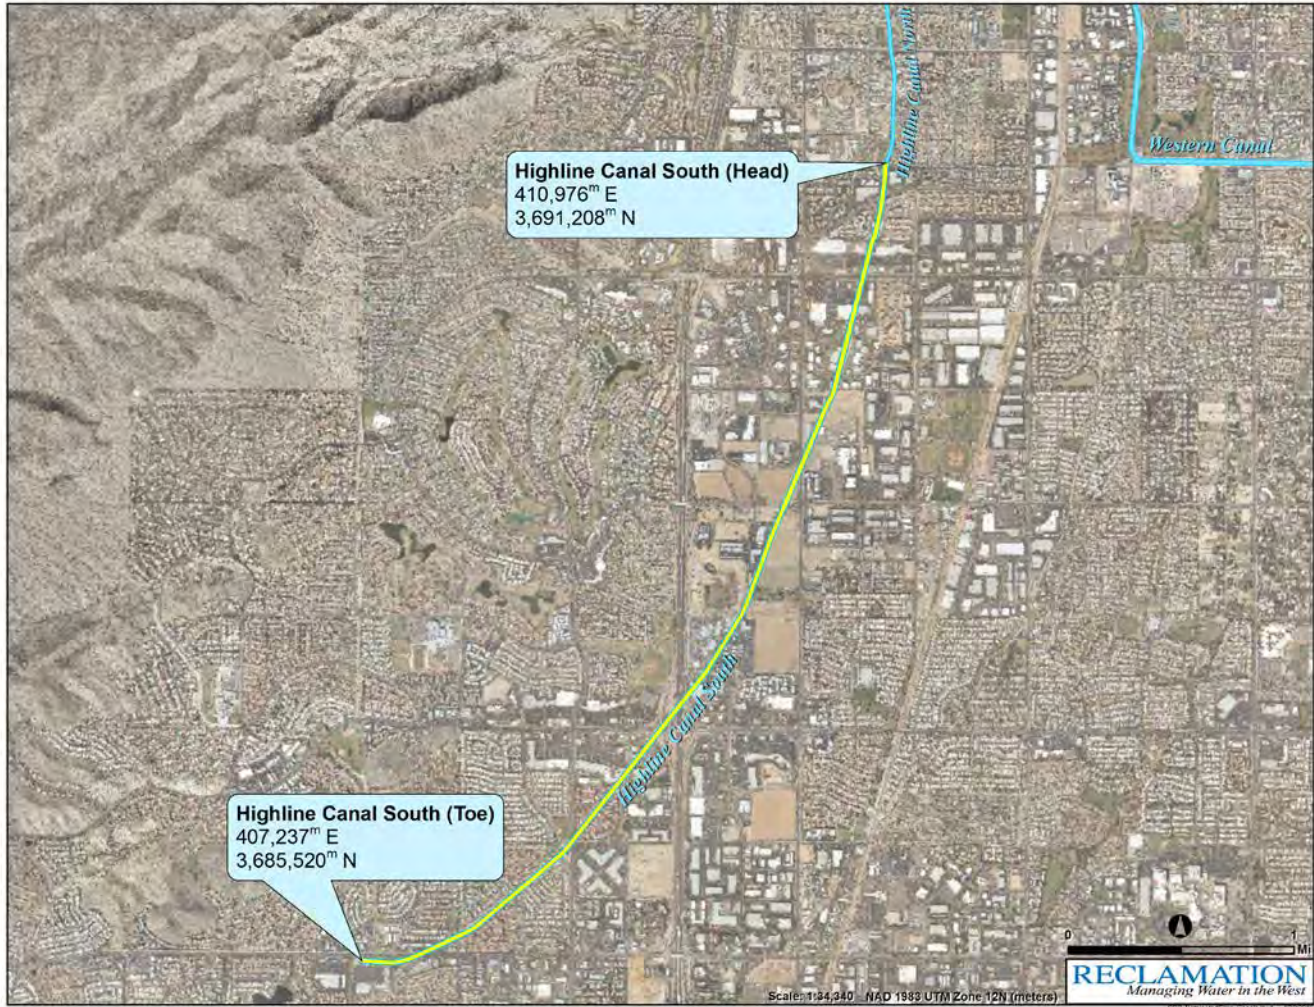 Highline Canal North
Western Canal
Highline Canal South (Head)
410,976ᵐ E
3,691,208ᵐ N
Highline Canal South
Highline Canal South (Toe)
407,237ᵐ E
3,685,520ᵐ N
0 1
Mi
Scale: 1:34,340 NAD 1983 UTM Zone 12N (meters)
RECLAMATION
Managing Water in the West